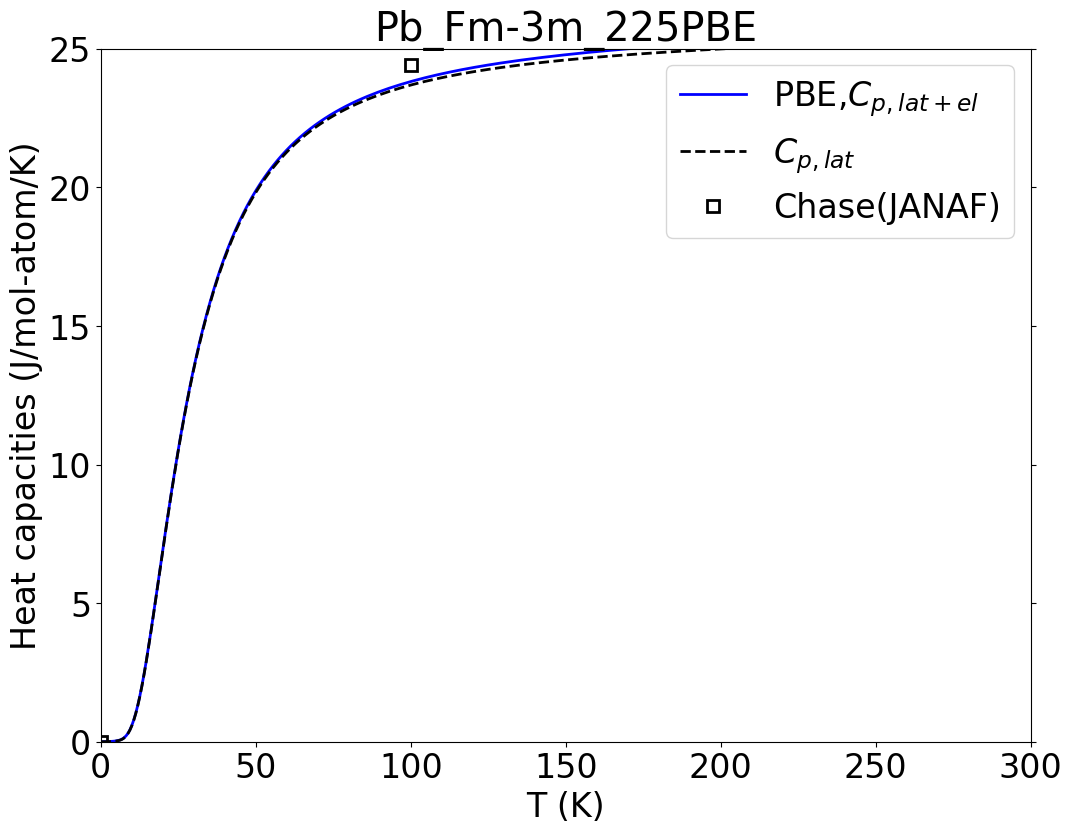 Pb_Fm-3m_225PBE
25
20
15
10
5
0
Heat capacities (J/mol-atom/K)
PBE,C_{p,lat+el}
C_{p,lat}
Chase(JANAF)
0 50 100 150 200 250 300
T (K)